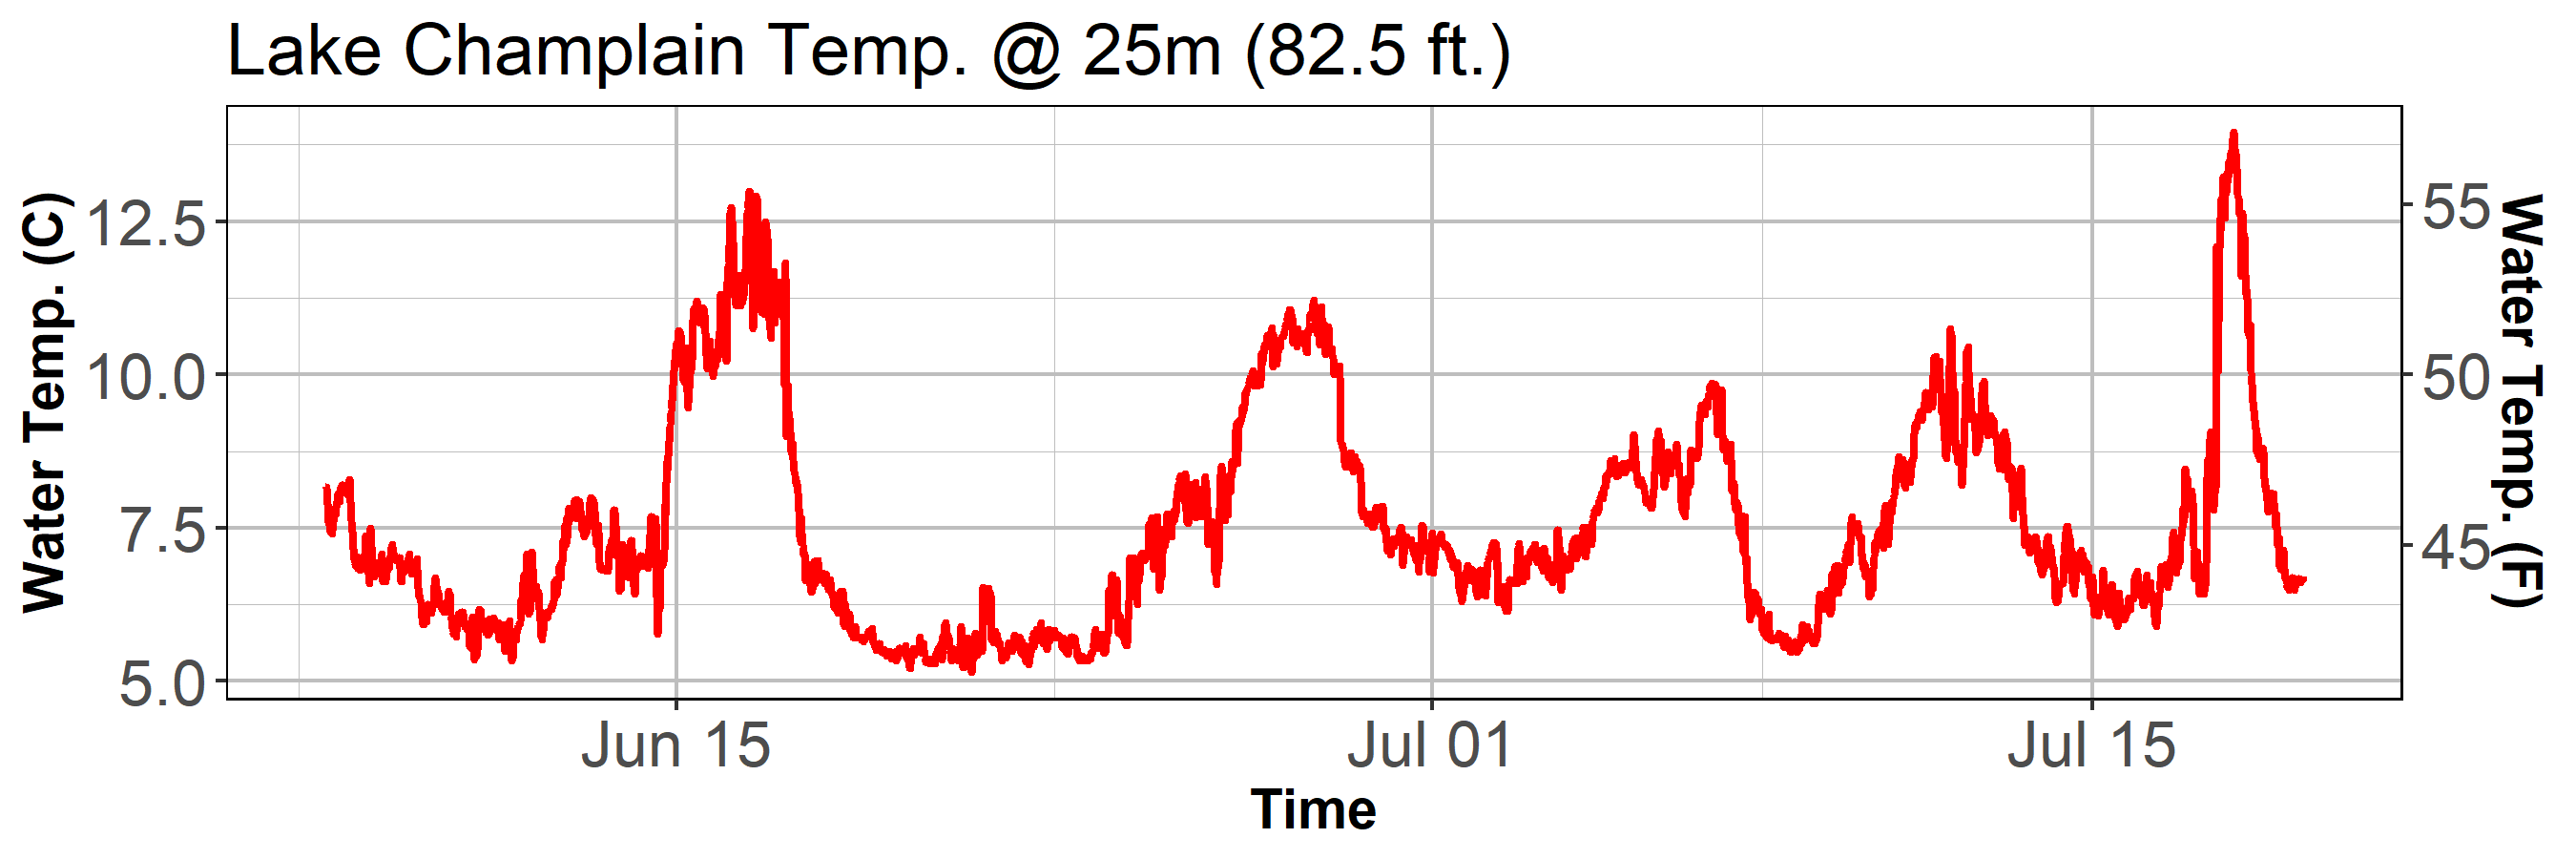 Lake Champlain Temp. @ 25m (82.5 ft.)
Water Temp. (C)
12.5
10.0
7.5
5.0
55
50
45
Water Temp. (F)
Jun 15
Jul 01
Jul 15
Time